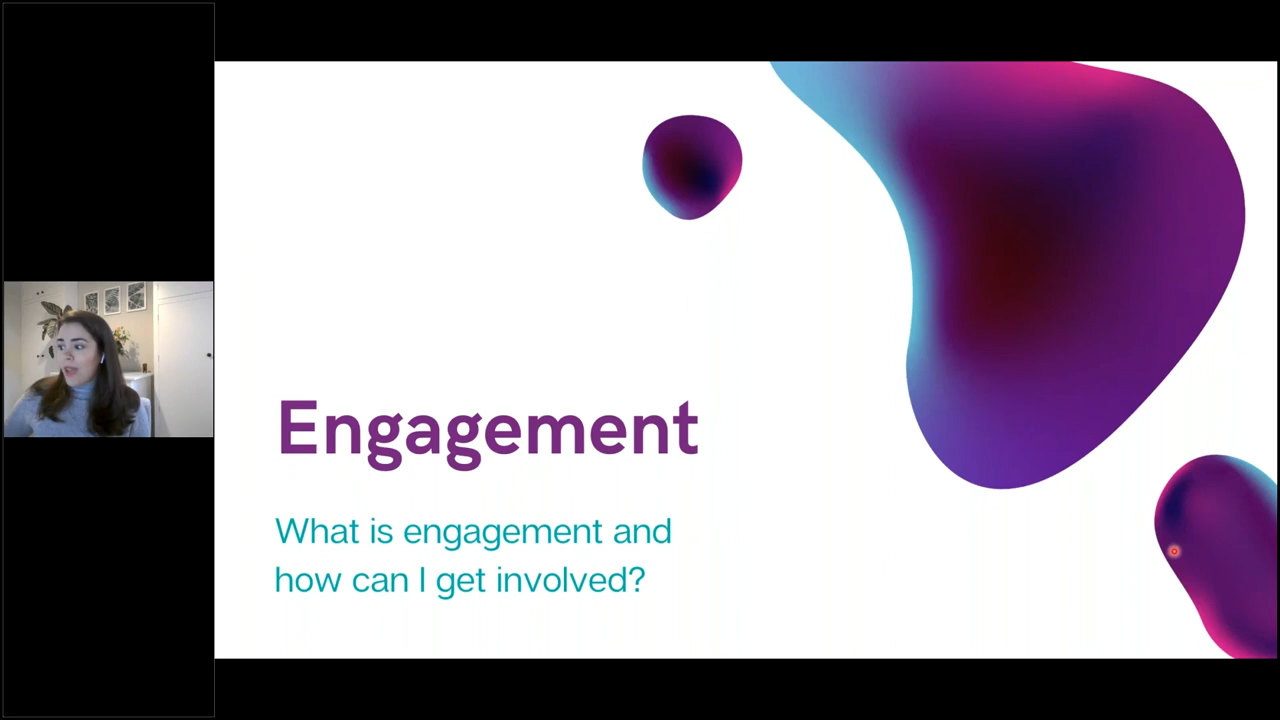 Engagement
What is engagement and
how can I get involved?